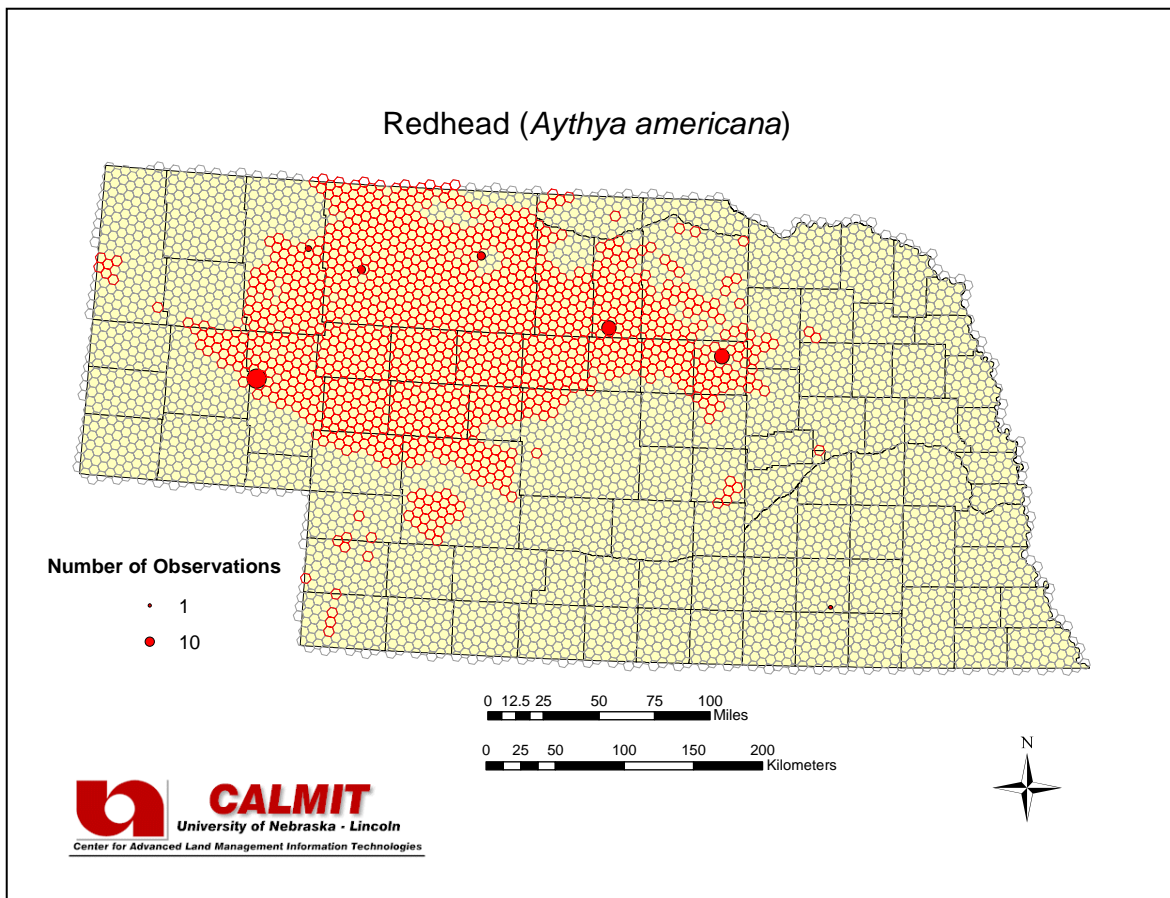 Redhead (Aythya americana)
Number of Observations
1
10
0 12.5 25 50 75 100
Miles
0 25 50 100 150 200
Kilometers
N
CALMIT
University of Nebraska - Lincoln
Center for Advanced Land Management Information Technologies